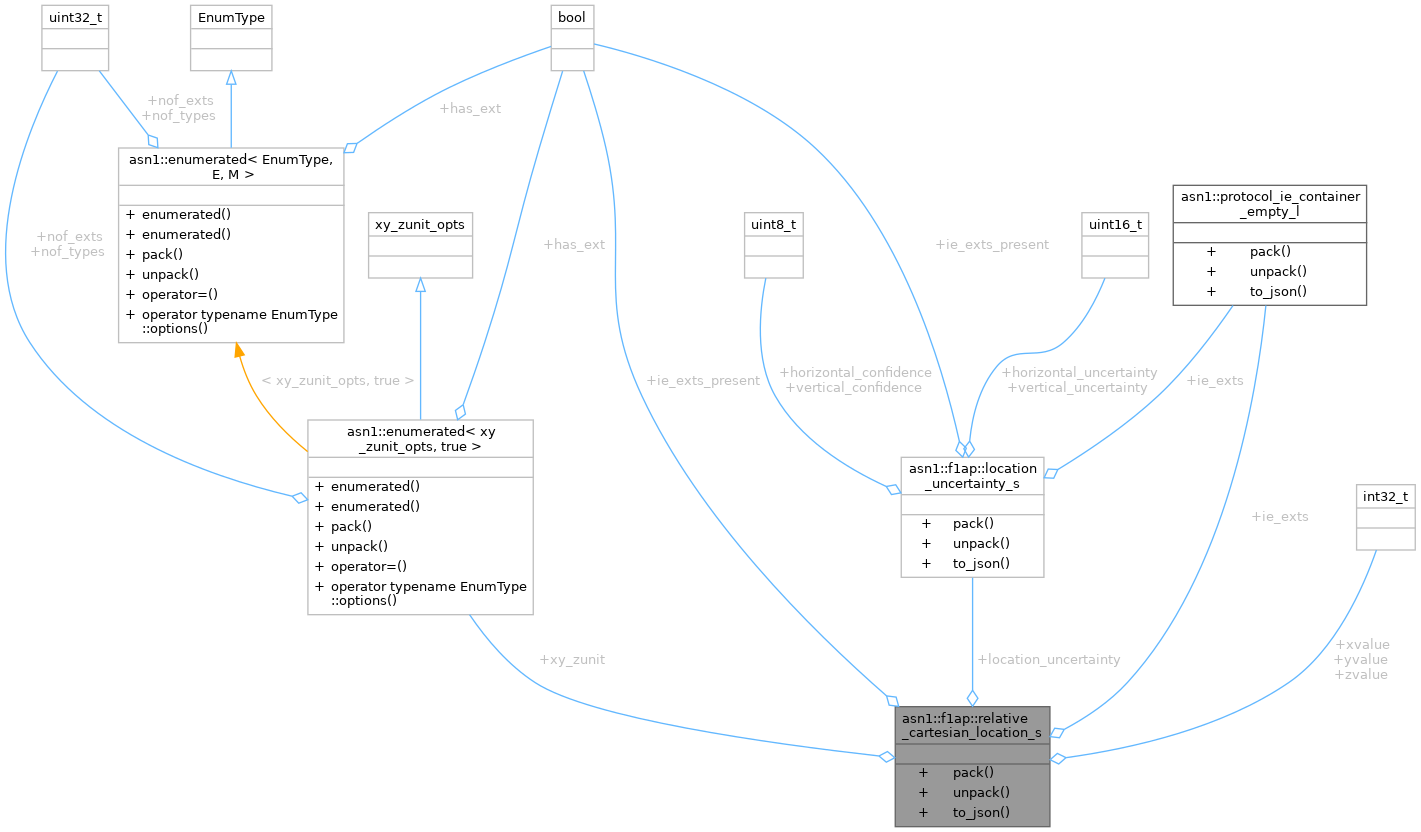 uint32_t
EnumType
bool
+nof_exts
+nof_types
+has_ext
asn1::enumerated< EnumType,
E, M >
+ enumerated()
+ enumerated()
+ pack()
+ unpack()
+ operator=()
+ operator typename EnumType
::options()
+nof_exts
+nof_types
xy_zunit_opts
+has_ext
uint8_t
+ie_exts_present
uint16_t
asn1::protocol_ie_container
_empty_l
+ pack()
+ unpack()
+ to_json()
< xy_zunit_opts, true >
+ie_exts_present
+horizontal_confidence
+vertical_confidence
+horizontal_uncertainty
+vertical_uncertainty
+ie_exts
asn1::enumerated< xy
_zunit_opts, true >
+ enumerated()
+ enumerated()
+ pack()
+ unpack()
+ operator=()
+ operator typename EnumType
::options()
asn1::f1ap::location
_uncertainty_s
+ pack()
+ unpack()
+ to_json()
+ie_exts
int32_t
+xy_zunit
+location_uncertainty
+xvalue
+yvalue
+zvalue
asn1::f1ap::relative
_cartesian_location_s
+ pack()
+ unpack()
+ to_json()